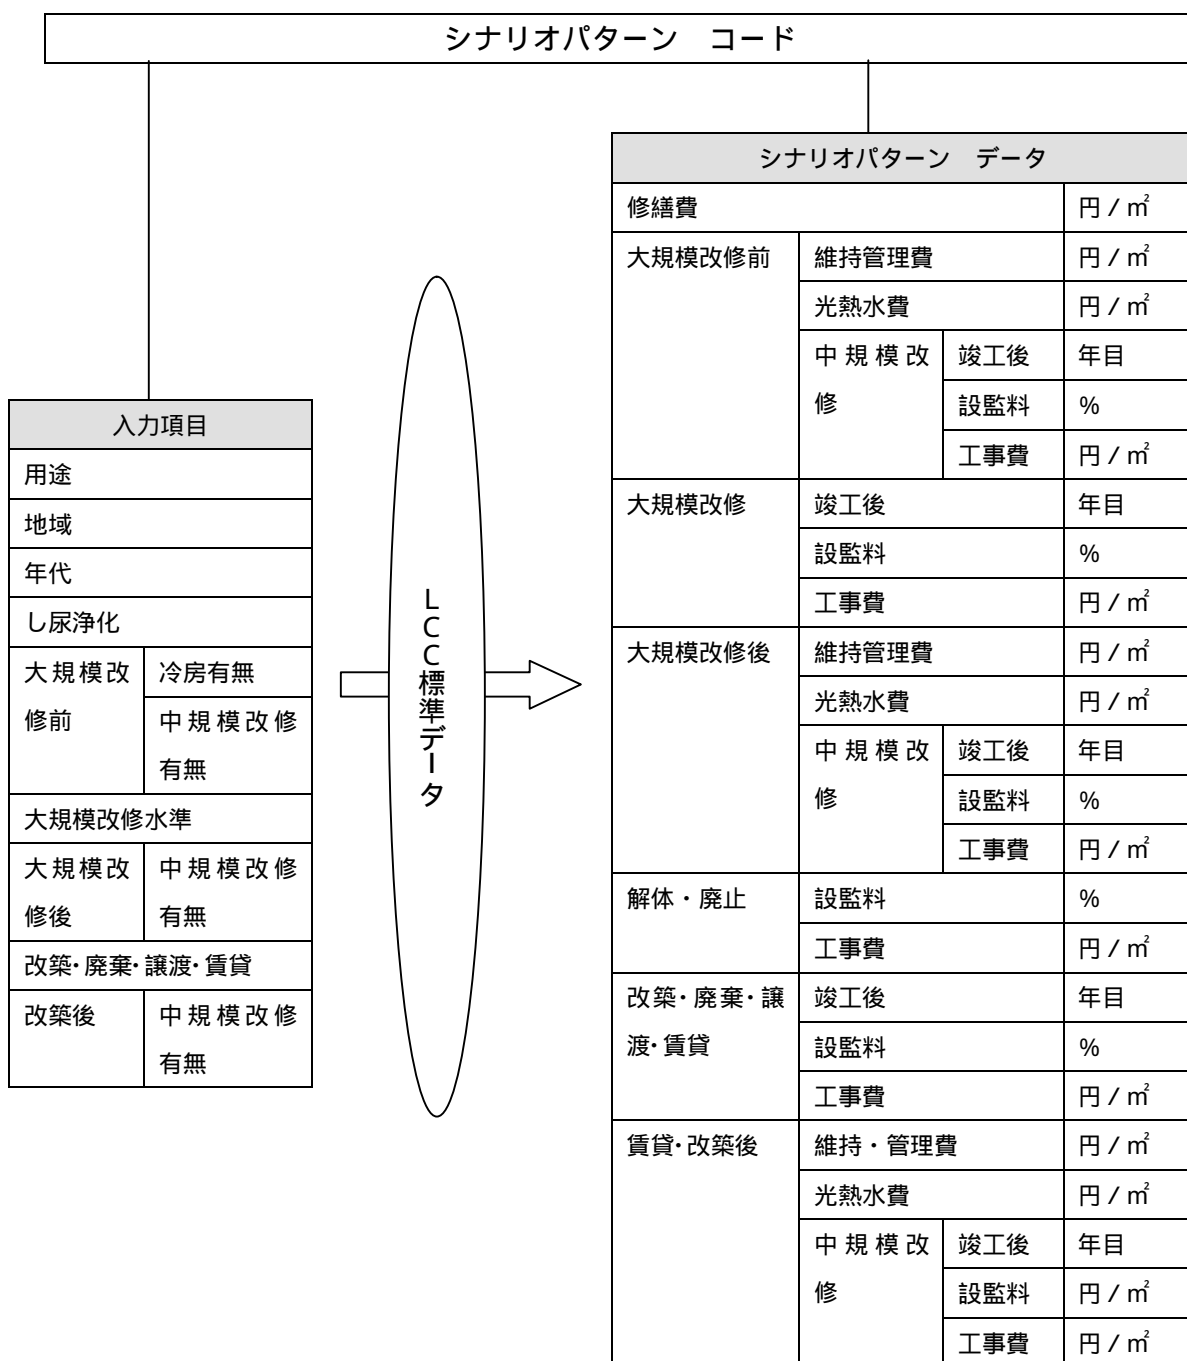 シナリオパターン　コード
入力項目
用途
地域
年代
し尿浄化
大規模改
修前
冷房有無
中規模改修
有無
大規模改修水準
大規模改
修後
中規模改修
有無
改築・廃棄・譲渡・賃貸
改築後
中規模改修
有無
LCC標準データ
シナリオパターン　データ
修繕費 円／㎡
大規模改修前 維持管理費 円／㎡
光熱水費 円／㎡
中規模改
修
竣工後 年目
設監料 %
工事費 円／㎡
大規模改修 竣工後 年目
設監料 %
工事費 円／㎡
大規模改修後 維持管理費 円／㎡
光熱水費 円／㎡
中規模改
修
竣工後 年目
設監料 %
工事費 円／㎡
解体・廃止 設監料 %
工事費 円／㎡
改築・廃棄・譲
渡・賃貸
竣工後 年目
設監料 %
工事費 円／㎡
賃貸・改築後 維持・管理費 円／㎡
光熱水費 円／㎡
中規模改
修
竣工後 年目
設監料 円／㎡
工事費 円／㎡